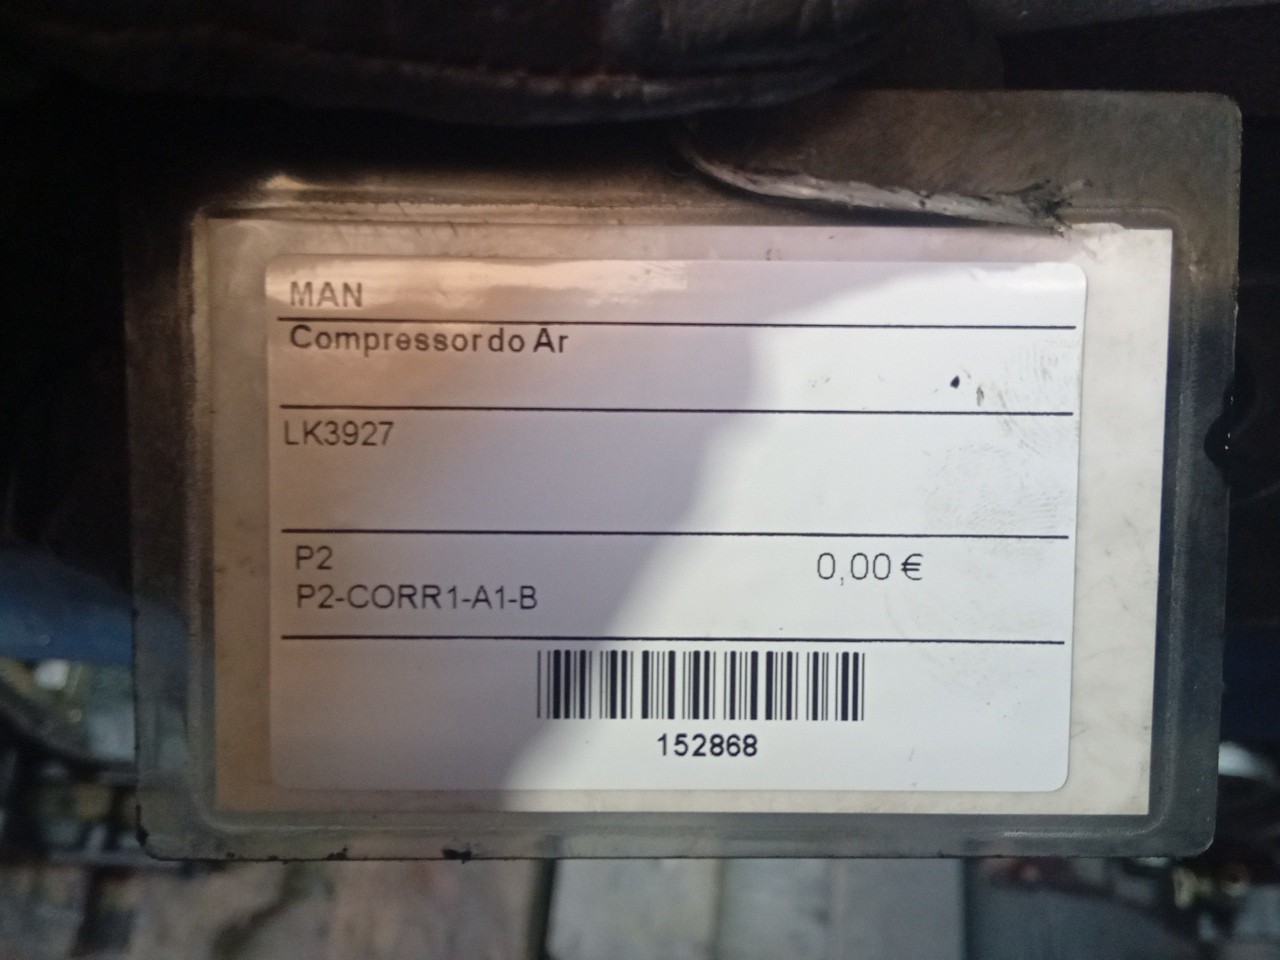 MAN
Compressor do Ar
LK3927
P2
0,00 €
P2-CORR1-A1-B
152868